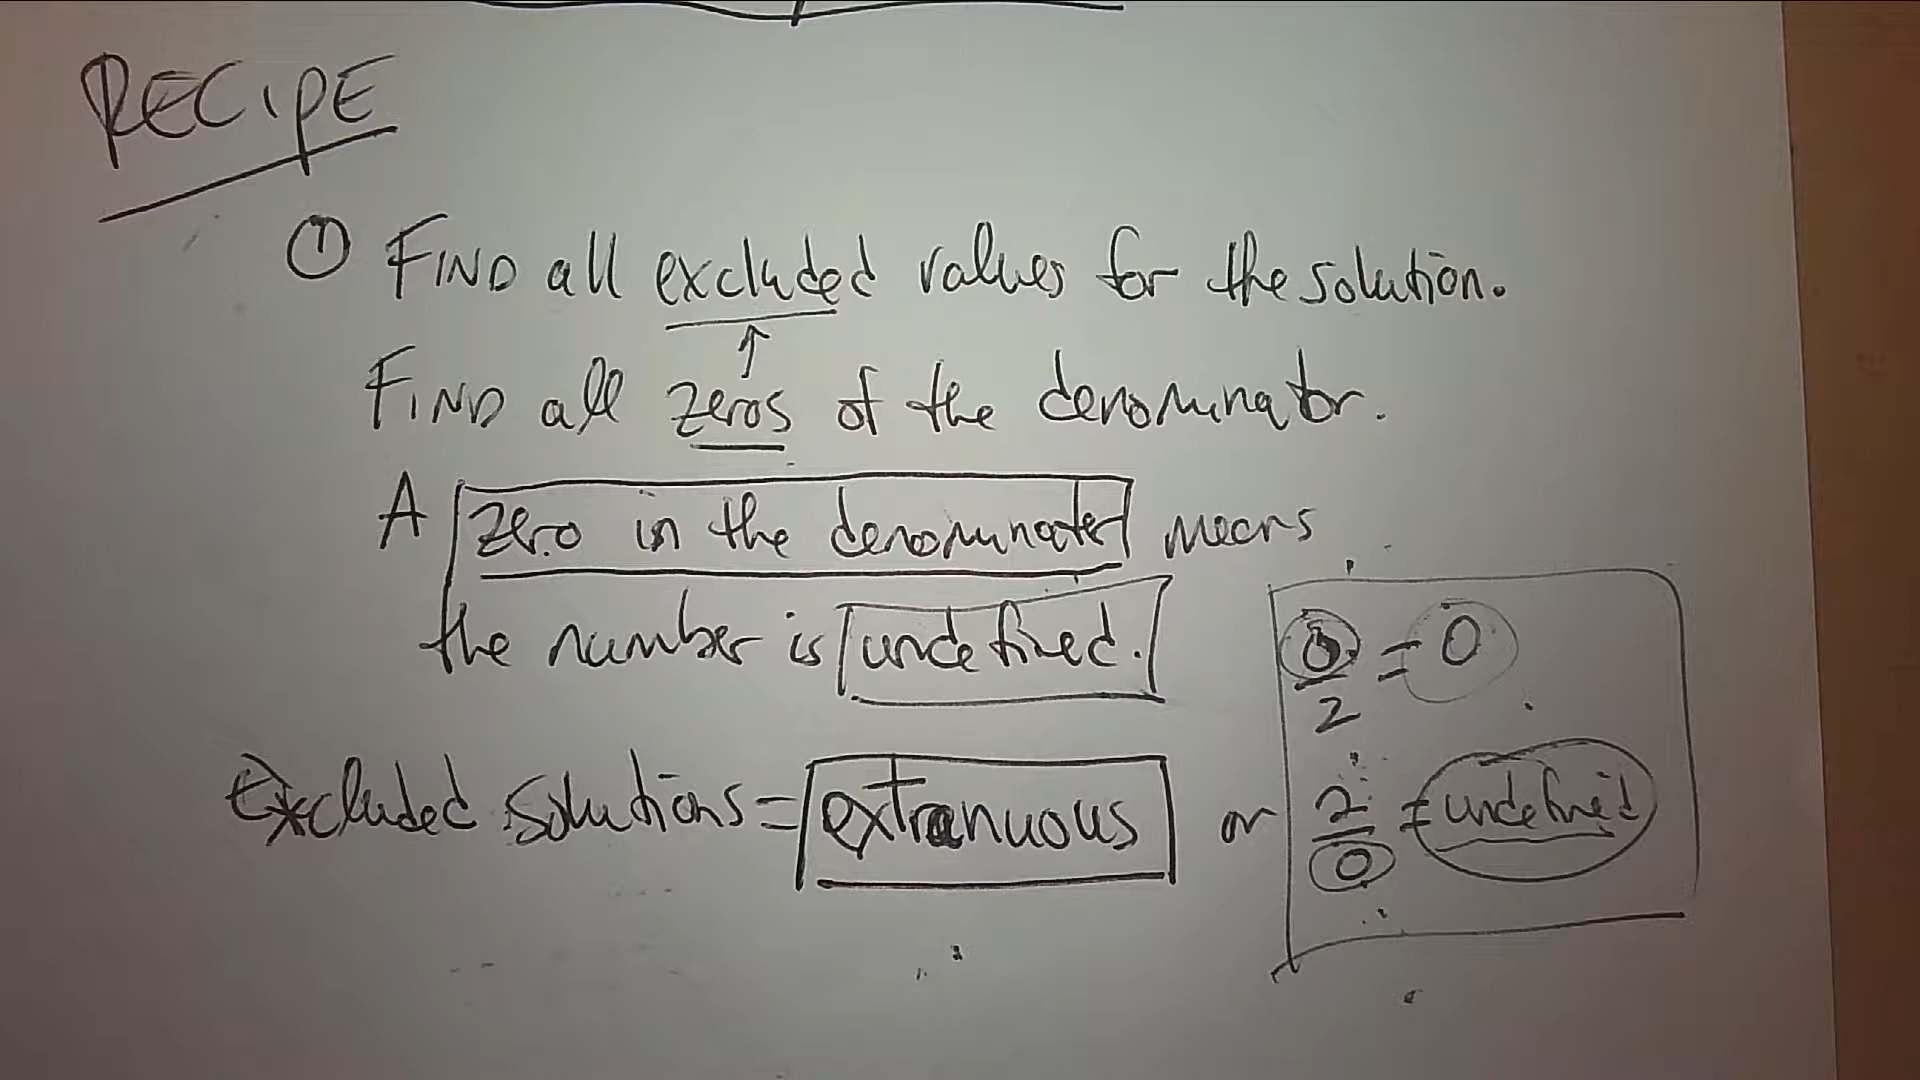 RECIPE
① FIND all excluded values for the solution.
↑
FIND all zeros of the denominator.
A zero in the denominator means
the number is undefined.
Excluded solutions = extranuous or
0/2 = 0
2/0 = undefined